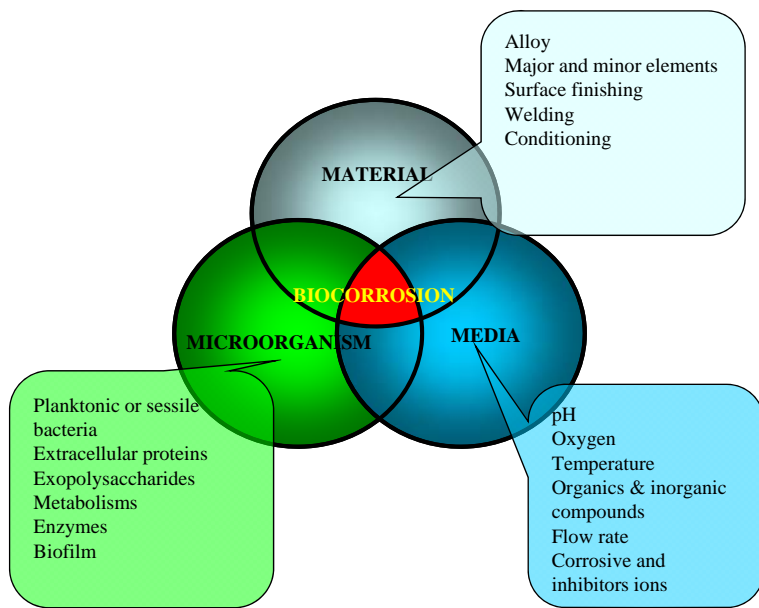 Alloy
Major and minor elements
Surface finishing
Welding
Conditioning
MATERIAL
BIOCORROSION
MICROORGANISM
MEDIA
Planktonic or sessile
bacteria
Extracellular proteins
Exopolysaccharides
Metabolisms
Enzymes
Biofilm
pH
Oxygen
Temperature
Organics & inorganic
compounds
Flow rate
Corrosive and
inhibitors ions